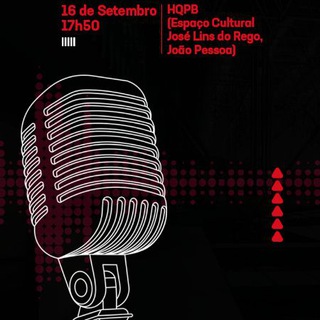 16 de Setembro
17h50
HQPB
(Espaço Cultural
José Lins do Rego,
João Pessoa)